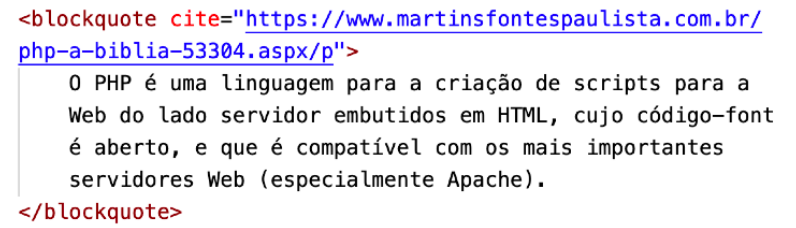 <blockquote cite="https://www.martinsfontespaulista.com.br/
php-a-biblia-53304.aspx/p">
O PHP é uma linguagem para a criação de scripts para a
Web do lado servidor embutidos em HTML, cujo código-font
é aberto, e que é compatível com os mais importantes
servidores Web (especialmente Apache).
</blockquote>